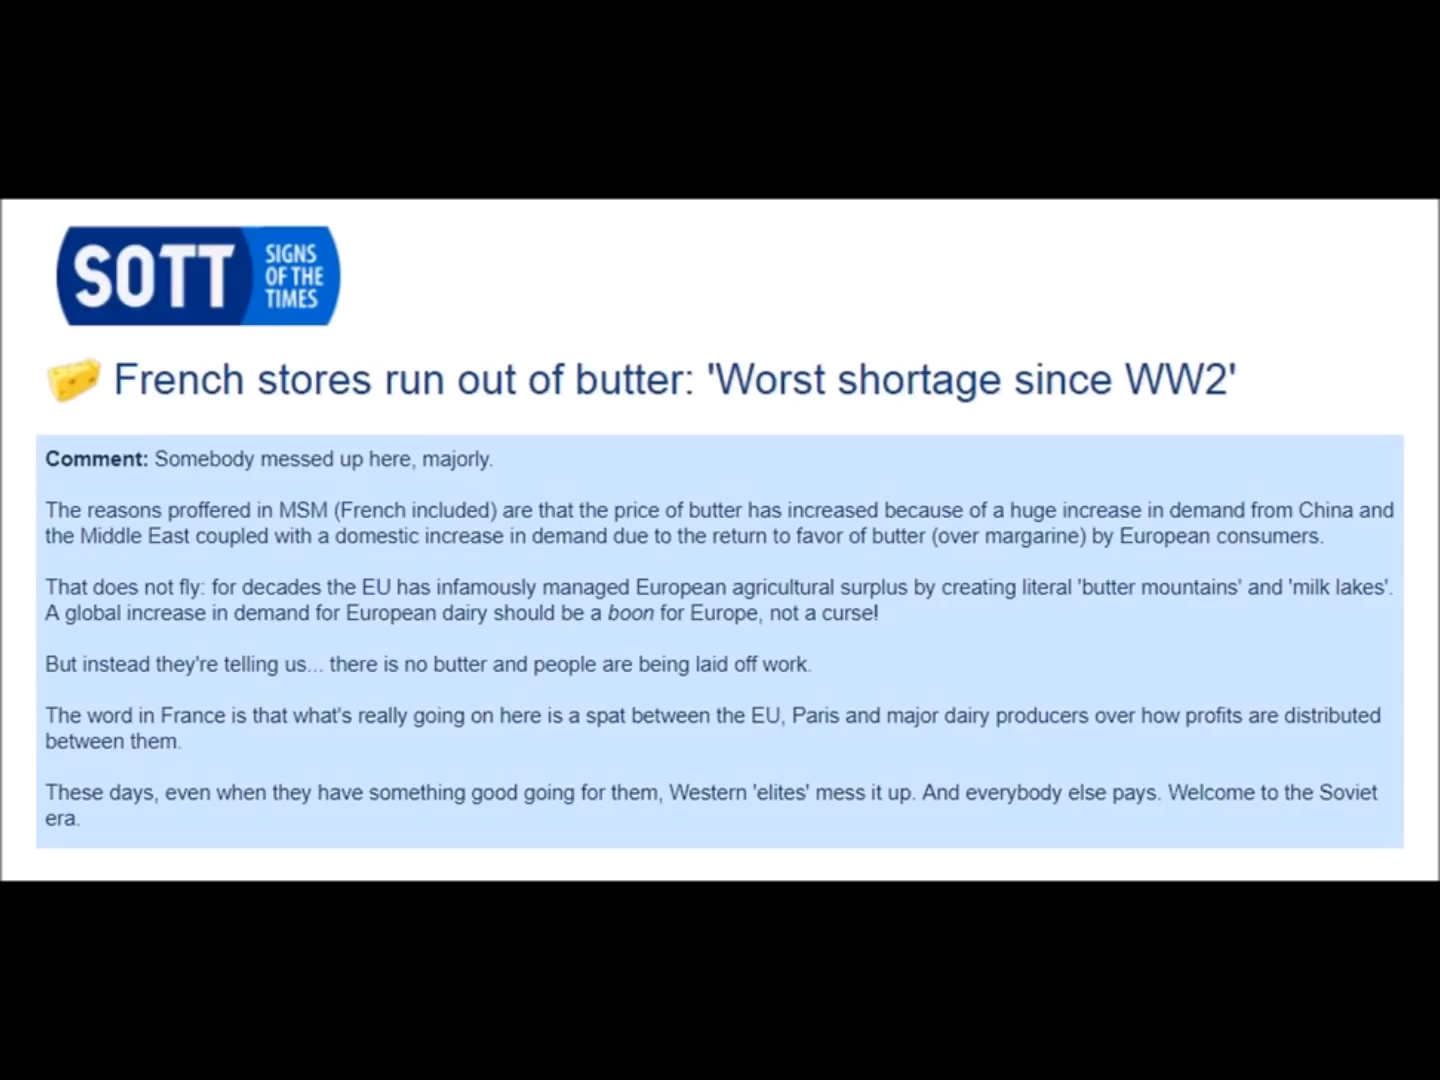 SOTT
SIGNS
OF THE
TIMES
French stores run out of butter: 'Worst shortage since WW2'
Comment: Somebody messed up here, majorly.
The reasons proffered in MSM (French included) are that the price of butter has increased because of a huge increase in demand from China and
the Middle East coupled with a domestic increase in demand due to the return to favor of butter (over margarine) by European consumers.
That does not fly: for decades the EU has infamously managed European agricultural surplus by creating literal 'butter mountains' and 'milk lakes'.
A global increase in demand for European dairy should be a boon for Europe, not a curse!
But instead they're telling us... there is no butter and people are being laid off work.
The word in France is that what's really going on here is a spat between the EU, Paris and major dairy producers over how profits are distributed
between them.
These days, even when they have something good going for them, Western 'elites' mess it up. And everybody else pays. Welcome to the Soviet
era.